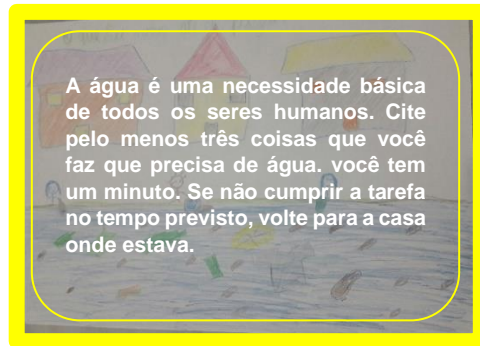 A água é uma necessidade básica
de todos os seres humanos. Cite
pelo menos três coisas que você
faz que precisa de água. você tem
um minuto. Se não cumprir a tarefa
no tempo previsto, volte para a casa
onde estava.